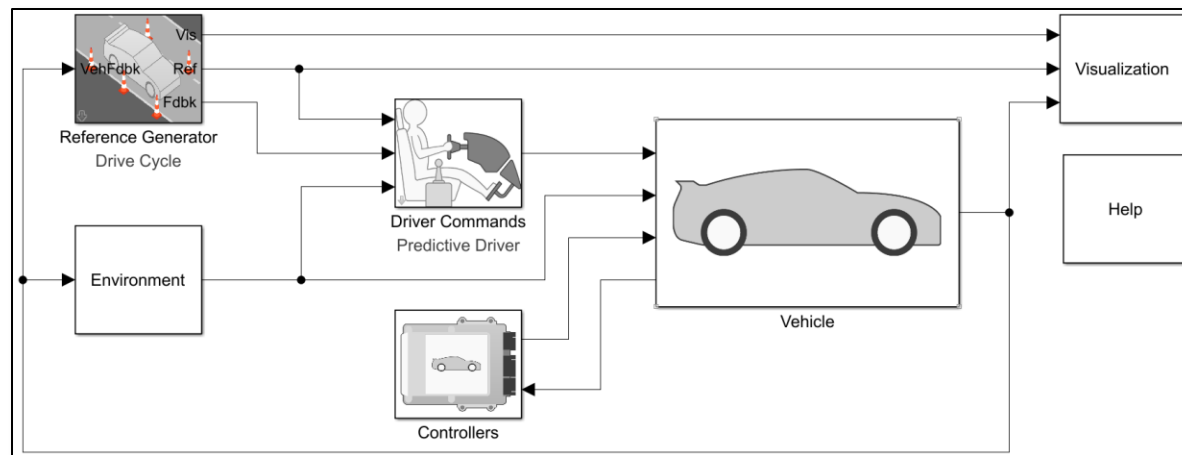 Vis
VehFdbk
Ref
Fdbk
Reference Generator
Drive Cycle
Visualization
Driver Commands
Predictive Driver
Help
Environment
Vehicle
Controllers